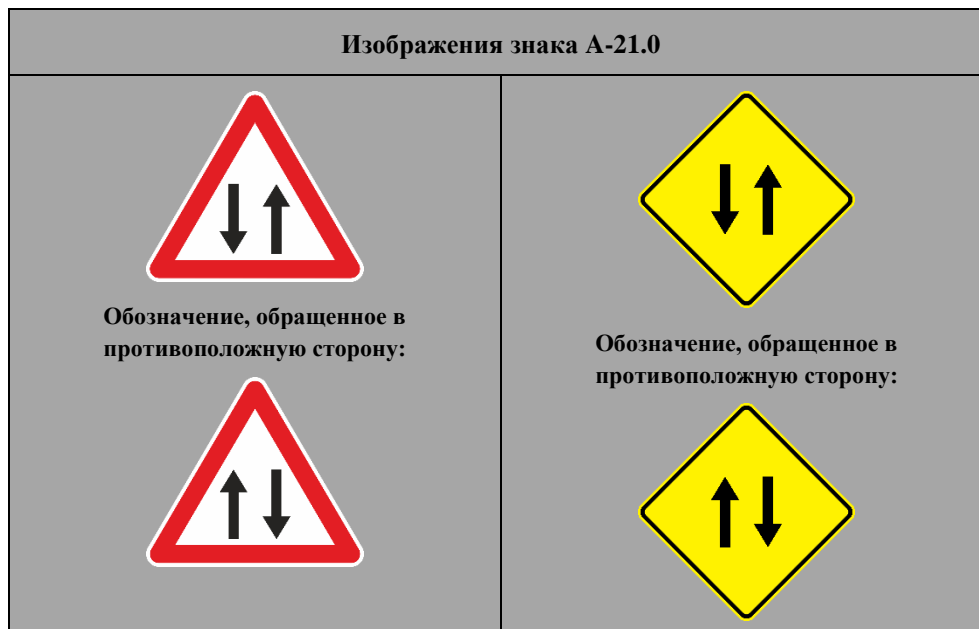 Изображения знака A-21.0
Обозначение, обращенное в
противоположную сторону:
Обозначение, обращенное в
противоположную сторону: